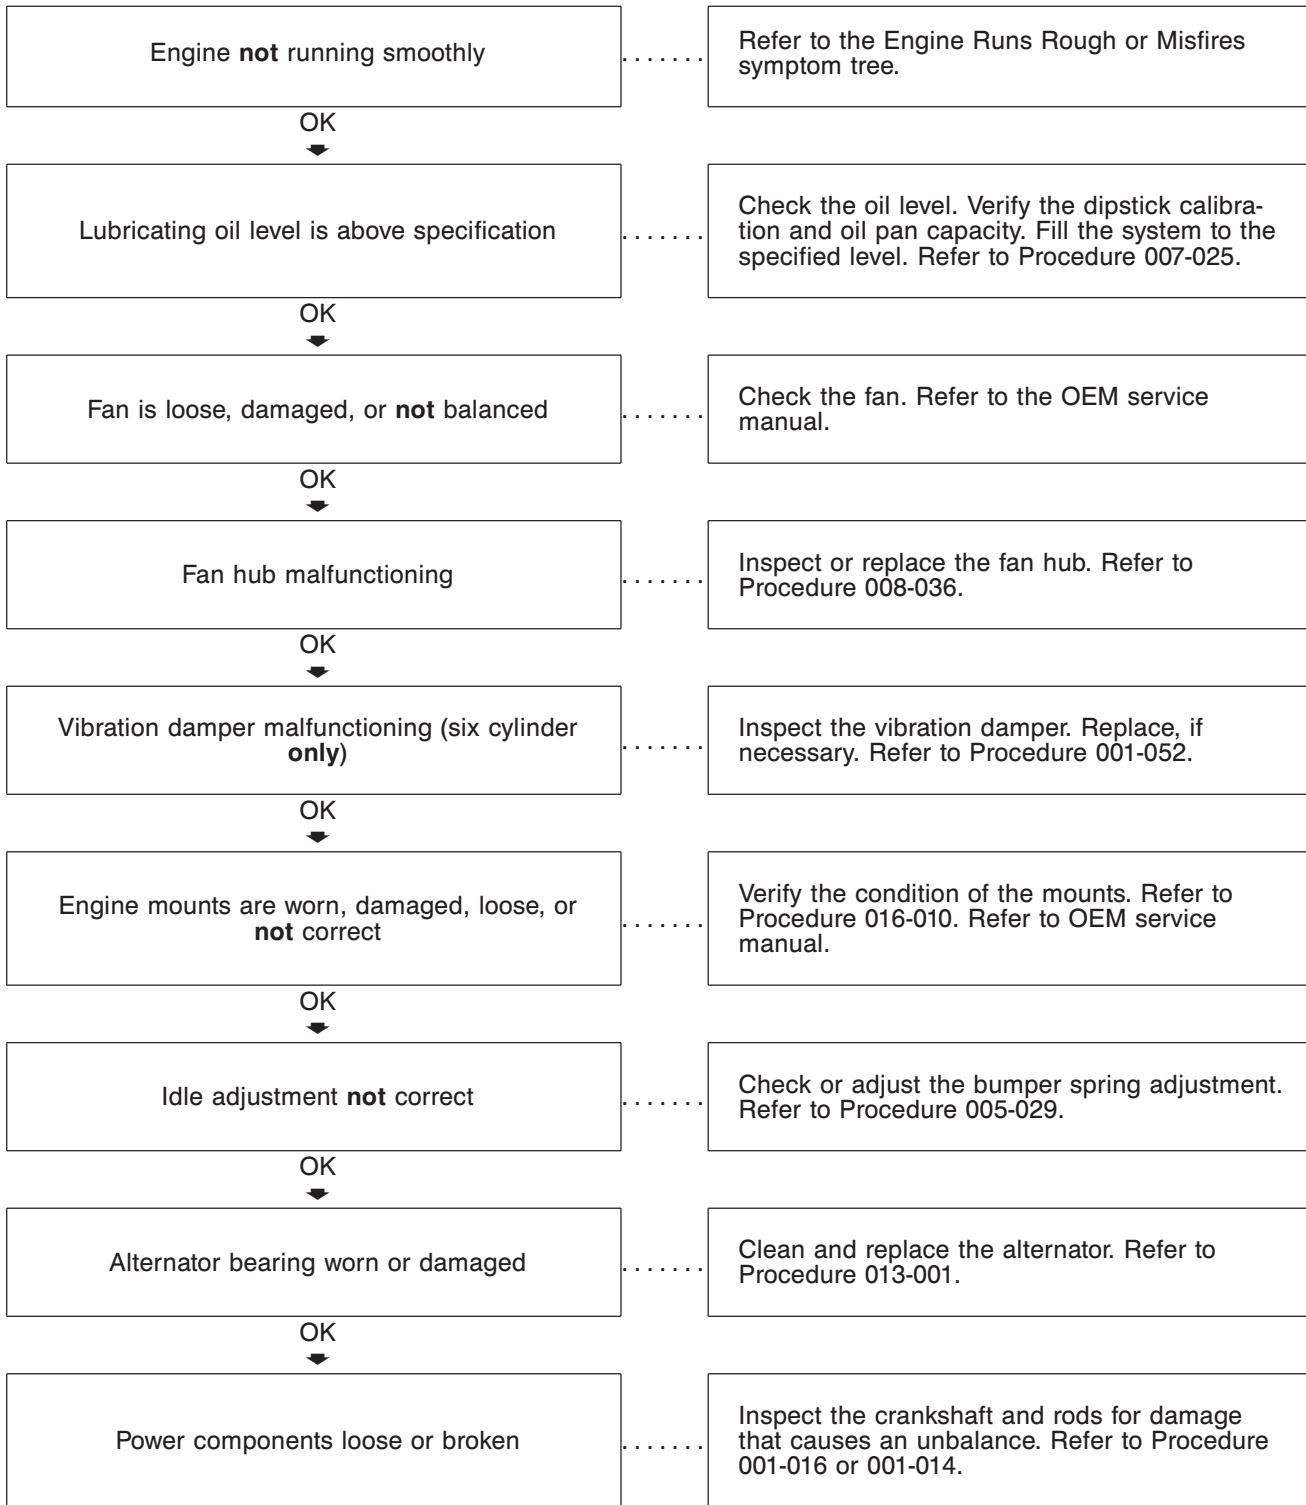 Engine not running smoothly
.......
Refer to the Engine Runs Rough or Misfires
symptom tree.
OK
Lubricating oil level is above specification
.......
Check the oil level. Verify the dipstick calibra-
tion and oil pan capacity. Fill the system to the
specified level. Refer to Procedure 007-025.
OK
Fan is loose, damaged, or not balanced
.......
Check the fan. Refer to the OEM service
manual.
OK
Fan hub malfunctioning
.......
Inspect or replace the fan hub. Refer to
Procedure 008-036.
OK
Vibration damper malfunctioning (six cylinder
only)
.......
Inspect the vibration damper. Replace, if
necessary. Refer to Procedure 001-052.
OK
Engine mounts are worn, damaged, loose, or
not correct
.......
Verify the condition of the mounts. Refer to
Procedure 016-010. Refer to OEM service
manual.
OK
Idle adjustment not correct
.......
Check or adjust the bumper spring adjustment.
Refer to Procedure 005-029.
OK
Alternator bearing worn or damaged
.......
Clean and replace the alternator. Refer to
Procedure 013-001.
OK
Power components loose or broken
.......
Inspect the crankshaft and rods for damage
that causes an unbalance. Refer to Procedure
001-016 or 001-014.